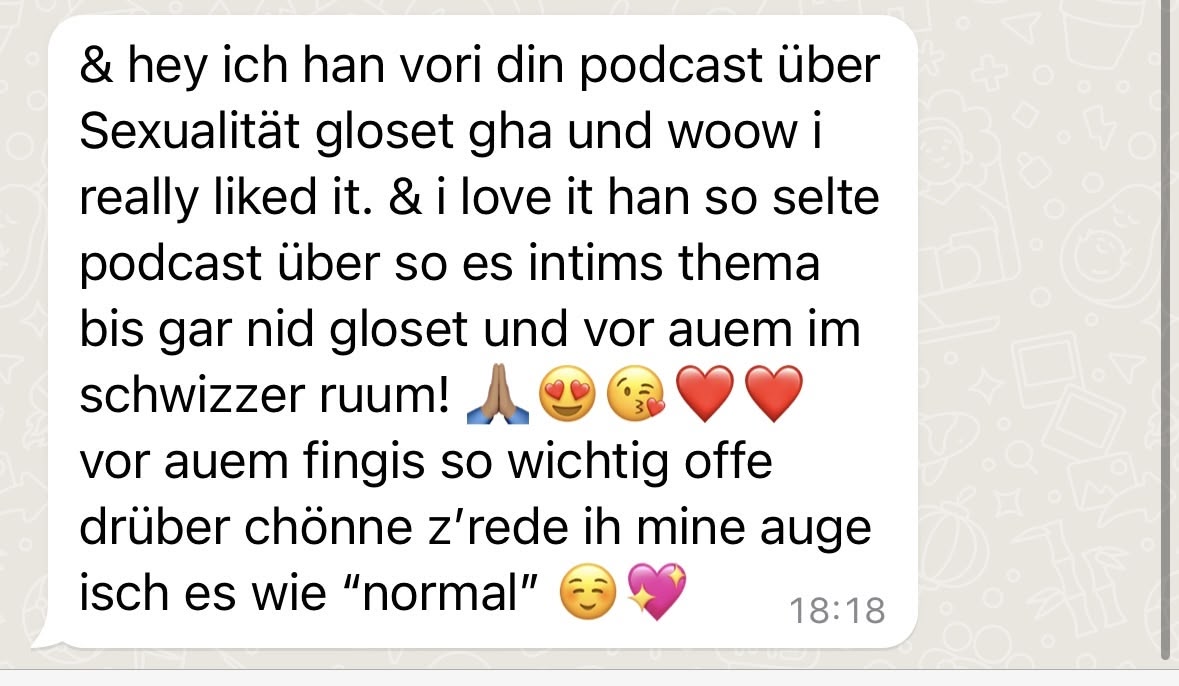 & hey ich han vori din podcast über
Sexualität gloset gha und woow i
really liked it. & i love it han so selte
podcast über so es intims thema
bis gar nid gloset und vor auem im
schwizzer ruum! 🙏🏽😍😘❤️❤️
vor auem fingis so wichtig offe
drüber chönne z’rede ih mine auge
isch es wie “normal” ☺️💖
18:18